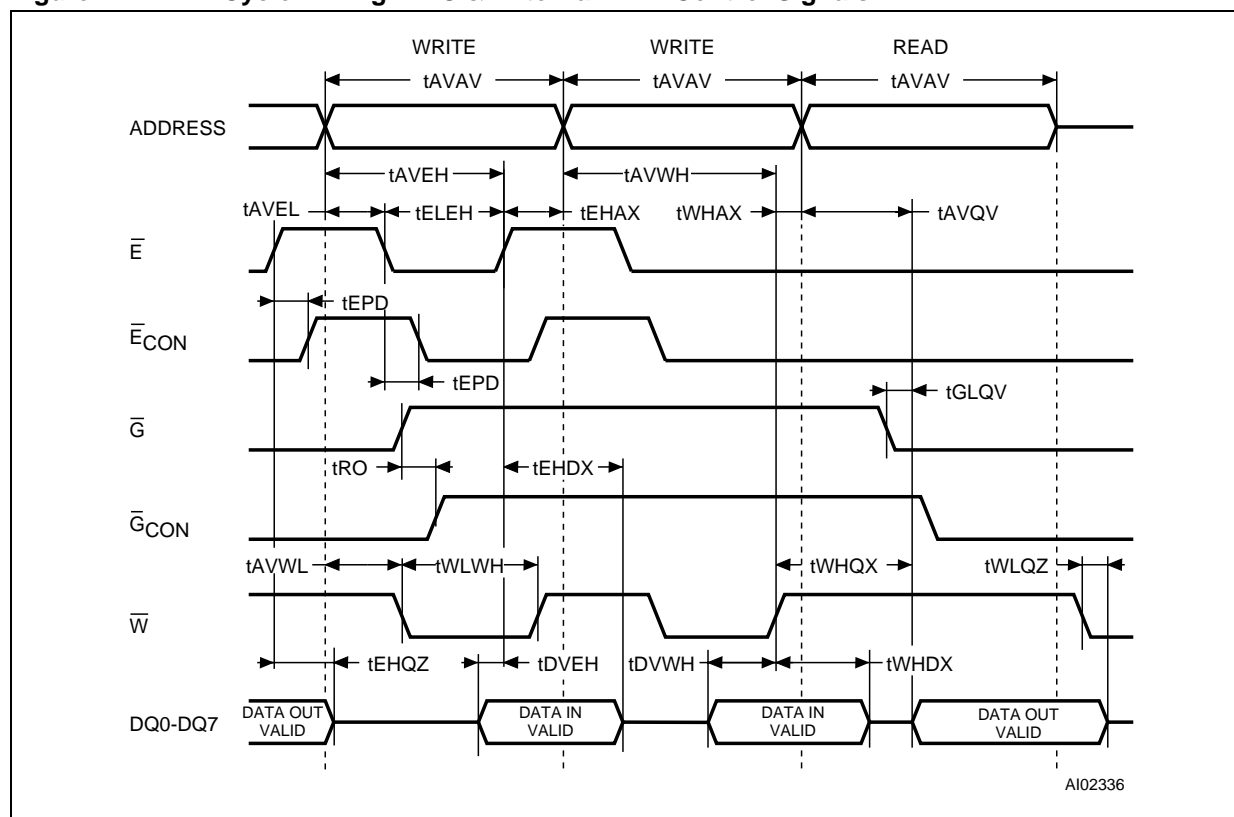 WRITE WRITE READ
tAVAV tAVAV tAVAV
ADDRESS
tAVEH tAVWH
tAVEL tELEH tEHAX tWHAX tAVQV
E
tEPD
ECON
tEPD
tGLQV
G
tRO tEHDX
GCON
tAVWL tWLWH tWHQX tWLQZ
W
tEHQZ tDVEH tDVWH tWHDX
DQ0-DQ7
DATA OUT VALID
DATA IN VALID
DATA IN VALID
DATA OUT VALID
AI02336